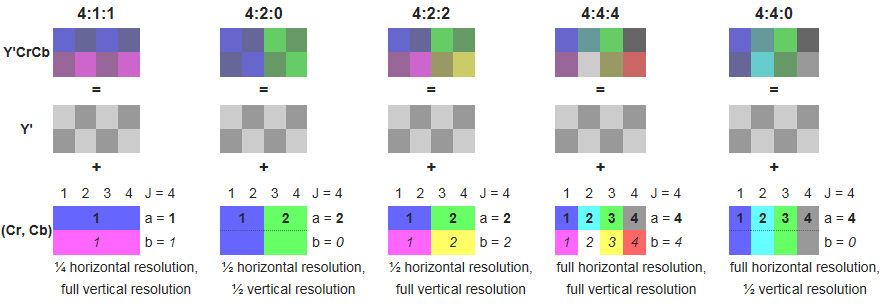 4:1:1 4:2:0 4:2:2 4:4:4 4:4:0
Y'CrCb
= = = = =
Y'
+ + + + +
1 2 3 4 J = 4 1 2 3 4 J = 4 1 2 3 4 J = 4 1 2 3 4 J = 4 1 2 3 4 J = 4
1 a = 1 1 2 a = 2 1 2 a = 2 1 2 3 4 a = 4 1 2 3 4 a = 4
(Cr, Cb)
1 b = 1 b = 0 1 2 b = 2 1 2 3 4 b = 4 b = 0
¼ horizontal resolution, ½ horizontal resolution, ½ horizontal resolution, full horizontal resolution, full horizontal resolution,
full vertical resolution ½ vertical resolution full vertical resolution full vertical resolution ½ vertical resolution